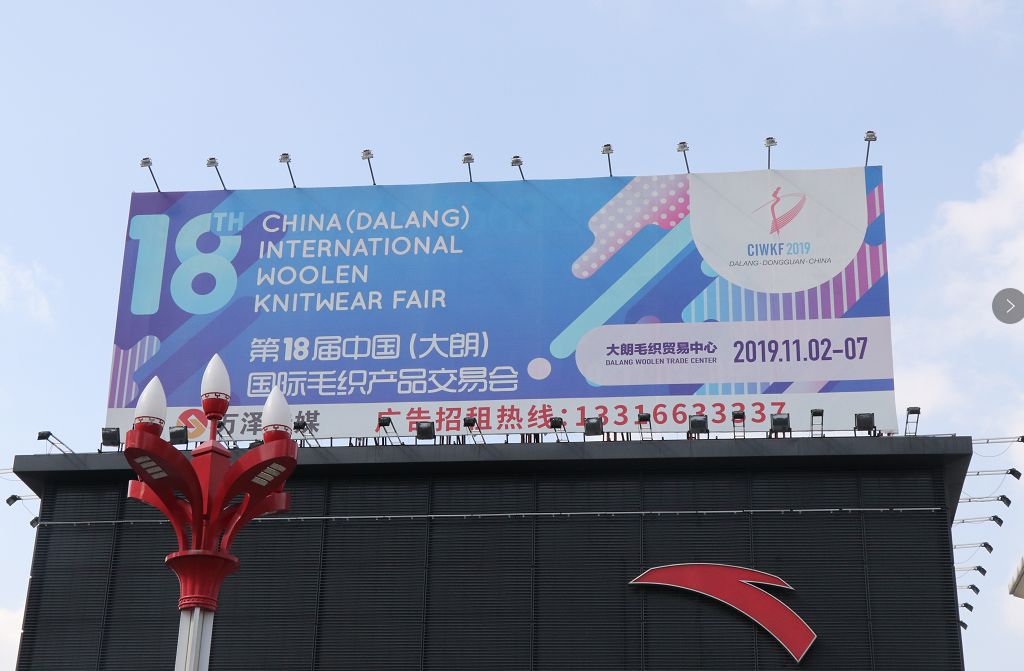 18TH
CHINA (DALANG)
INTERNATIONAL
WOOLEN
KNITWEAR FAIR
第18届中国（大朗）
国际毛织产品交易会
CIWKF 2019
DALANG·DONGGUAN·CHINA
大朗毛织贸易中心
DALANG WOOLEN TRADE CENTER
2019.11.02-07
万泽 媒
广告招租热线:13316633337